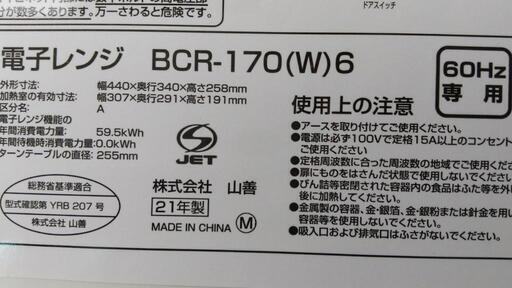 ドアスイッチ
分が数多くあります。万一さわると危険です。
電子レンジ BCR-170(W)6
60Hz
専用
外形寸法: 幅440×奥行340×高さ258mm
加熱室の有効寸法: 幅307×奥行291×高さ191mm
区分名: A
電子レンジ機能の
年間消費電力量: 59.5kWh
年間待機時消費電力量: 0.0kWh
ターンテーブルの直径: 255mm
S
JET
総務省基準適合
型式確認第 YRB 207 号
株式会社 山善
株式会社 山善
21年製
MADE IN CHINA M
使用上の注意
●アースを取り付けてご使用ください。
●電源は必ず100Vで定格15A以上のコンセント
ご使用ください。
●定格周波数に合った周波数の地域でご使用く
●扉にものをはさんだ状態で使用しないでくださ
●びん詰等密閉された容器内の食品はふた等を外
後に加熱してください。
●金属製の容器、金・銀箔、金・銀粉または針金を用い
容器等を使用しないでください。
●吸入口および排気口はふさがないでください。